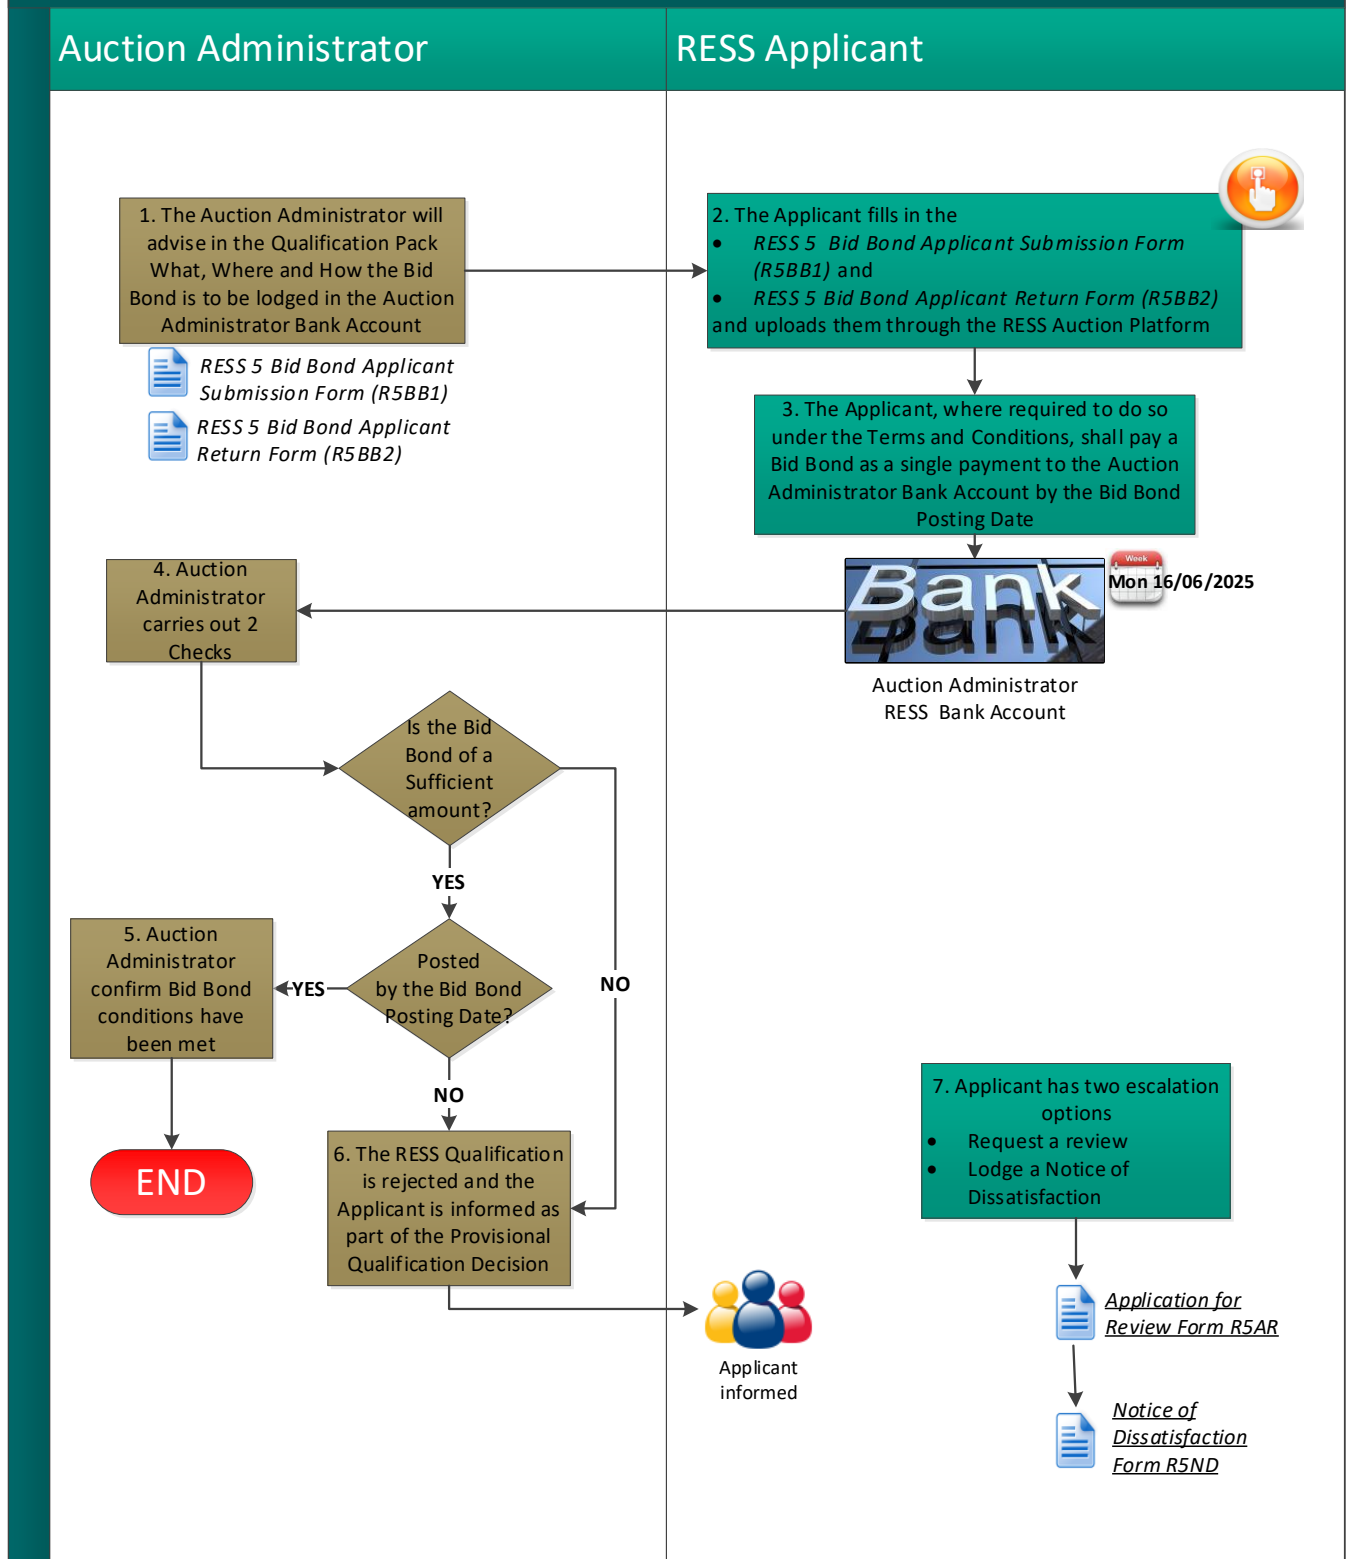 Auction Administrator
RESS Applicant
1. The Auction Administrator will
advise in the Qualification Pack
What, Where and How the Bid
Bond is to be lodged in the Auction
Administrator Bank Account
RESS 5 Bid Bond Applicant
Submission Form (R5BB1)
RESS 5 Bid Bond Applicant
Return Form (R5BB2)
2. The Applicant fills in the
• RESS 5 Bid Bond Applicant Submission Form
(R5BB1) and
• RESS 5 Bid Bond Applicant Return Form (R5BB2)
and uploads them through the RESS Auction Platform
3. The Applicant, where required to do so
under the Terms and Conditions, shall pay a
Bid Bond as a single payment to the Auction
Administrator Bank Account by the Bid Bond
Posting Date
Bank
Week
Mon 16/06/2025
Auction Administrator
RESS Bank Account
4. Auction
Administrator
carries out 2
Checks
Is the Bid
Bond of a
Sufficient
amount?
YES
NO
Posted
by the Bid Bond
Posting Date?
YES
NO
5. Auction
Administrator
confirm Bid Bond
conditions have
been met
END
6. The RESS Qualification
is rejected and the
Applicant is informed as
part of the Provisional
Qualification Decision
Applicant
informed
7. Applicant has two escalation
options
• Request a review
• Lodge a Notice of
Dissatisfaction
Application for
Review Form R5AR
Notice of
Dissatisfaction
Form R5ND